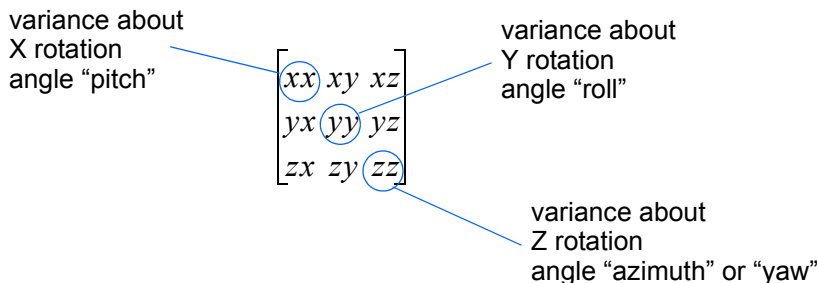 variance about
X rotation
angle “pitch”
variance about
Y rotation
angle “roll”
xx xy xz
yx yy yz
zx zy zz
variance about
Z rotation
angle “azimuth” or “yaw”